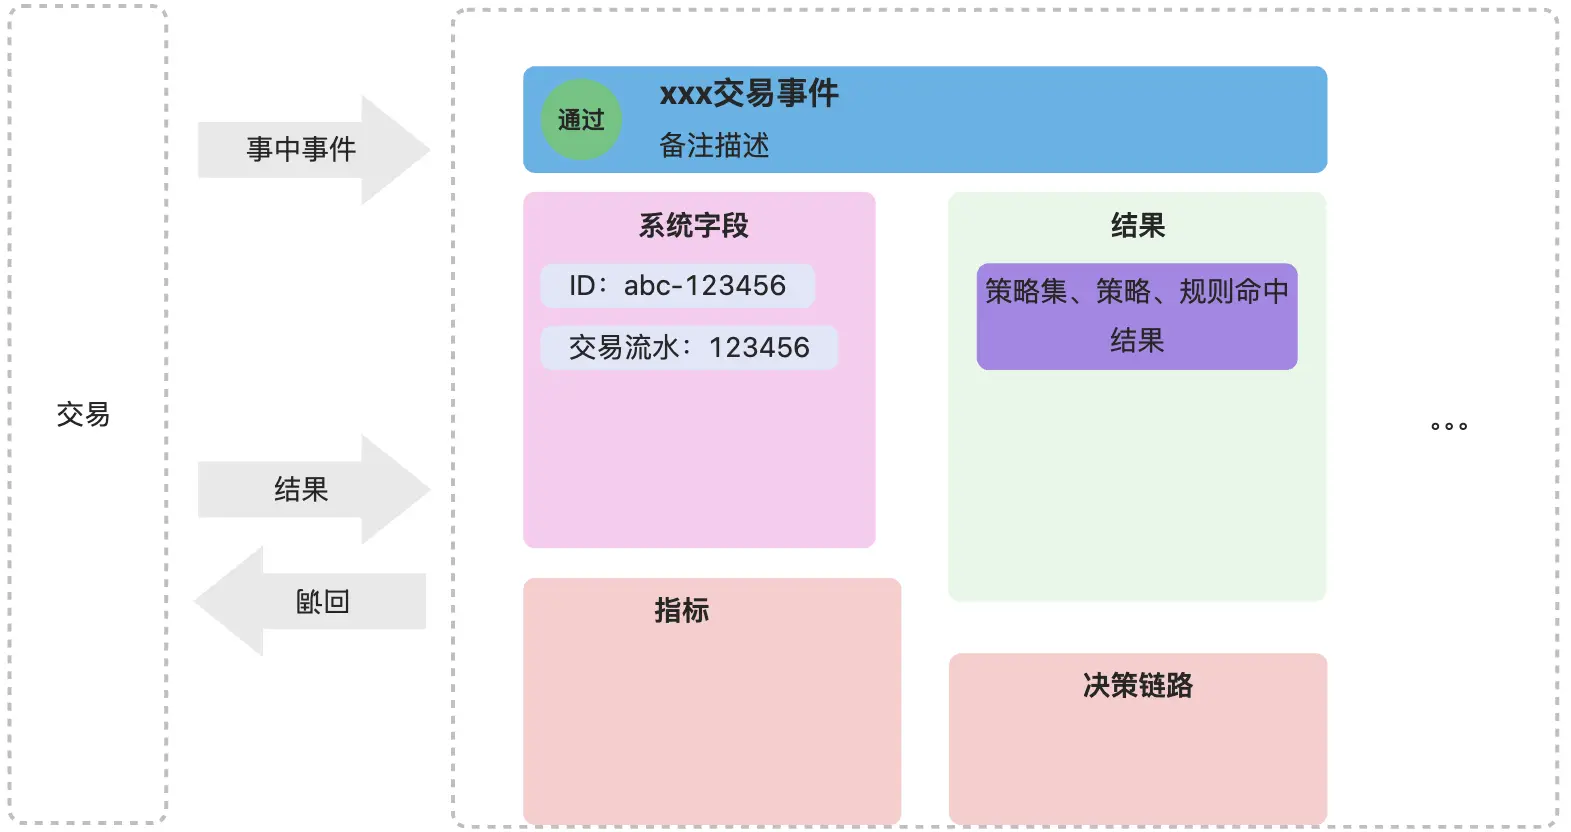 交易
事中事件
结果
回溯
xxx交易事件
通过
备注描述
系统字段
ID：abc-123456
交易流水：123456
结果
策略集、策略、规则命中
结果
指标
决策链路
。。。